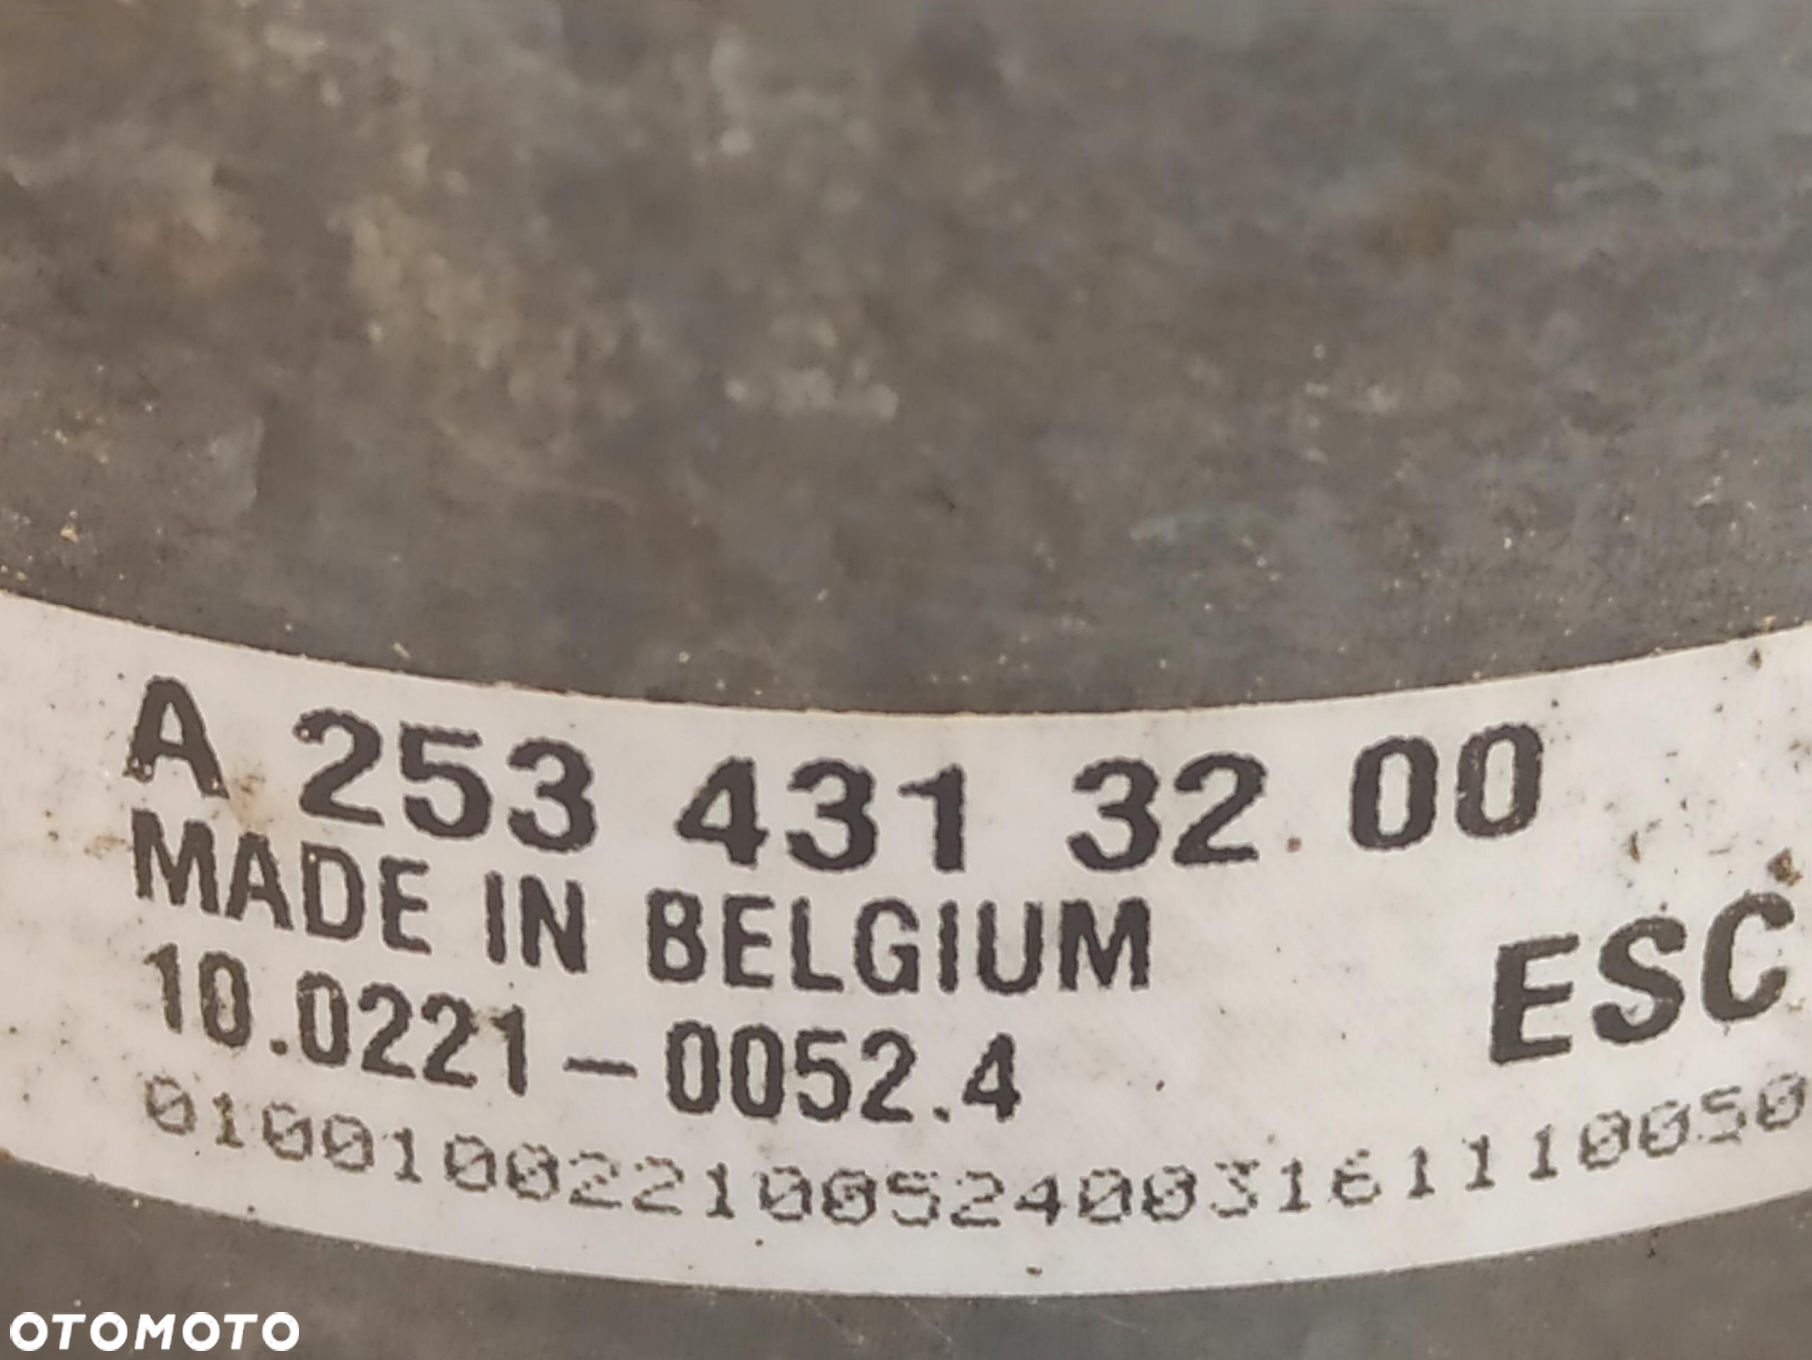 A 253 431 32 00
MADE IN BELGIUM
10.0221-0052.4
ESC
010010022100524003161110050
OTOMOTO